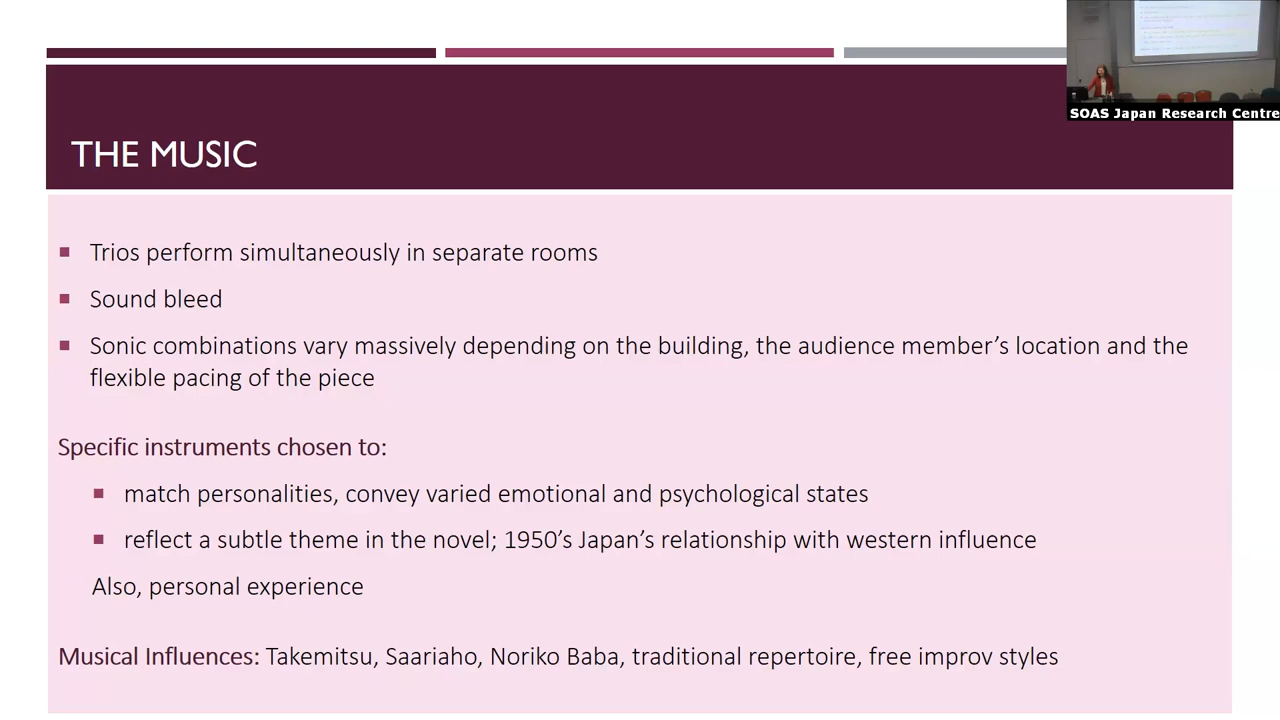 SOAS Japan Research Centre
THE MUSIC
Trios perform simultaneously in separate rooms
Sound bleed
Sonic combinations vary massively depending on the building, the audience member’s location and the
flexible pacing of the piece
Specific instruments chosen to:
match personalities, convey varied emotional and psychological states
reflect a subtle theme in the novel; 1950’s Japan’s relationship with western influence
Also, personal experience
Musical Influences: Takemitsu, Saariaho, Noriko Baba, traditional repertoire, free improv styles